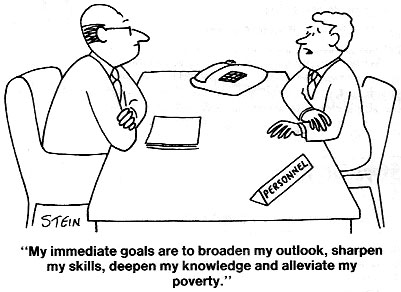 PERSONNEL
STEIN
"My immediate goals are to broaden my outlook, sharpen
my skills, deepen my knowledge and alleviate my
poverty."